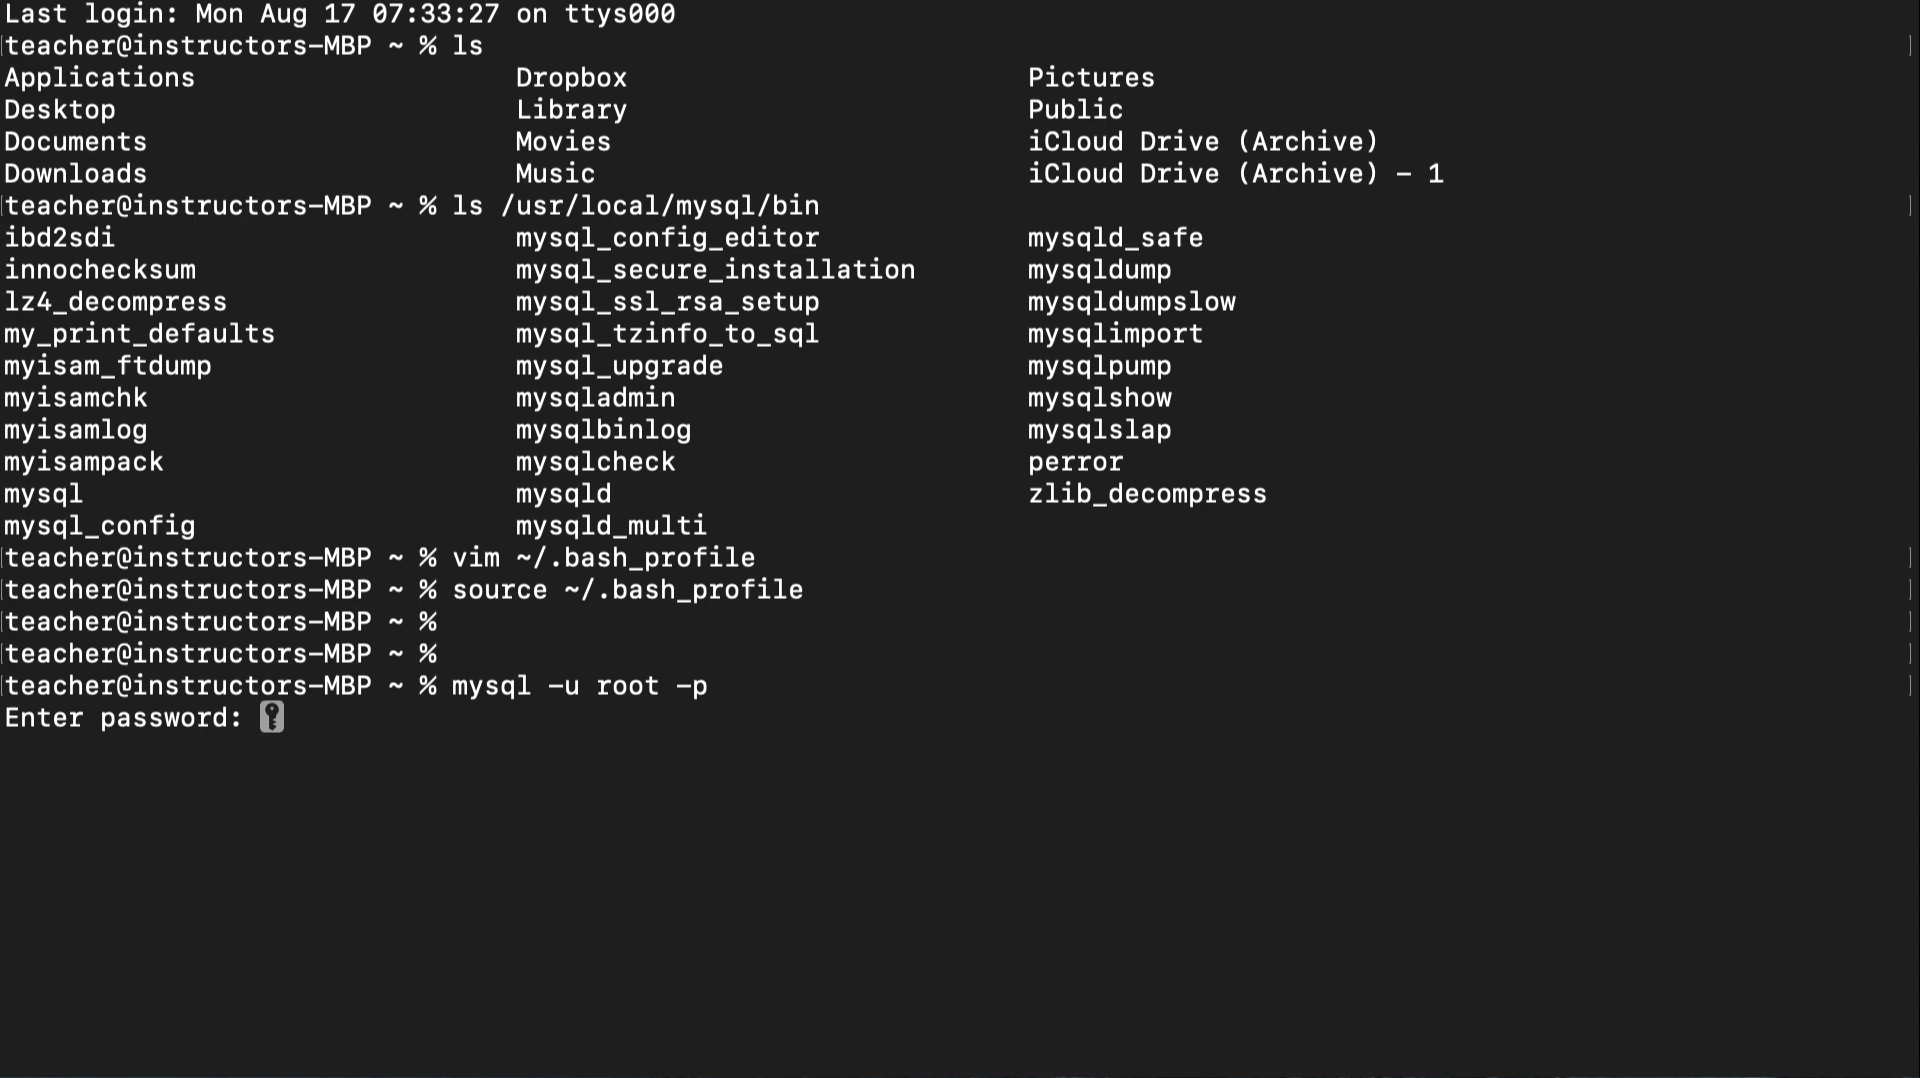 Last login: Mon Aug 17 07:33:27 on ttys000
teacher@instructors-MBP ~ % ls
Applications Dropbox Pictures
Desktop Library Public
Documents Movies iCloud Drive (Archive)
Downloads Music iCloud Drive (Archive) - 1
teacher@instructors-MBP ~ % ls /usr/local/mysql/bin
ibd2sdi mysql_config_editor mysqld_safe
innochecksum mysql_secure_installation mysqldump
lz4_decompress mysql_ssl_rsa_setup mysqldumpslow
my_print_defaults mysql_tzinfo_to_sql mysqlimport
myisam_ftdump mysql_upgrade mysqlpump
myisamchk mysqladmin mysqlshow
myisamlog mysqlbinlog mysqlslap
myisampack mysqlcheck perror
mysql mysqld zlib_decompress
mysql_config mysqld_multi
teacher@instructors-MBP ~ % vim ~/.bash_profile
teacher@instructors-MBP ~ % source ~/.bash_profile
teacher@instructors-MBP ~ %
teacher@instructors-MBP ~ %
teacher@instructors-MBP ~ % mysql -u root -p
Enter password: